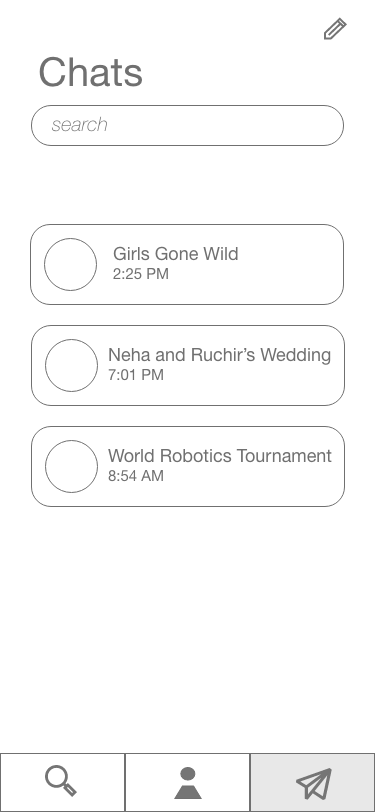 Chats
search
Girls Gone Wild
2:25 PM
Neha and Ruchir’s Wedding
7:01 PM
World Robotics Tournament
8:54 AM